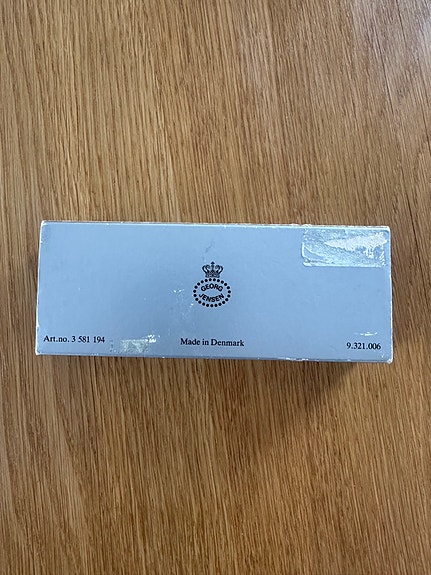 GEORG
JENSEN
Art.no. 3 581 194
Made in Denmark
9.321.006